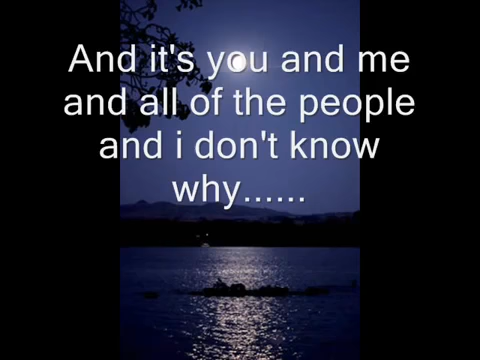 And it's you and me
and all of the people
and i don't know
why......